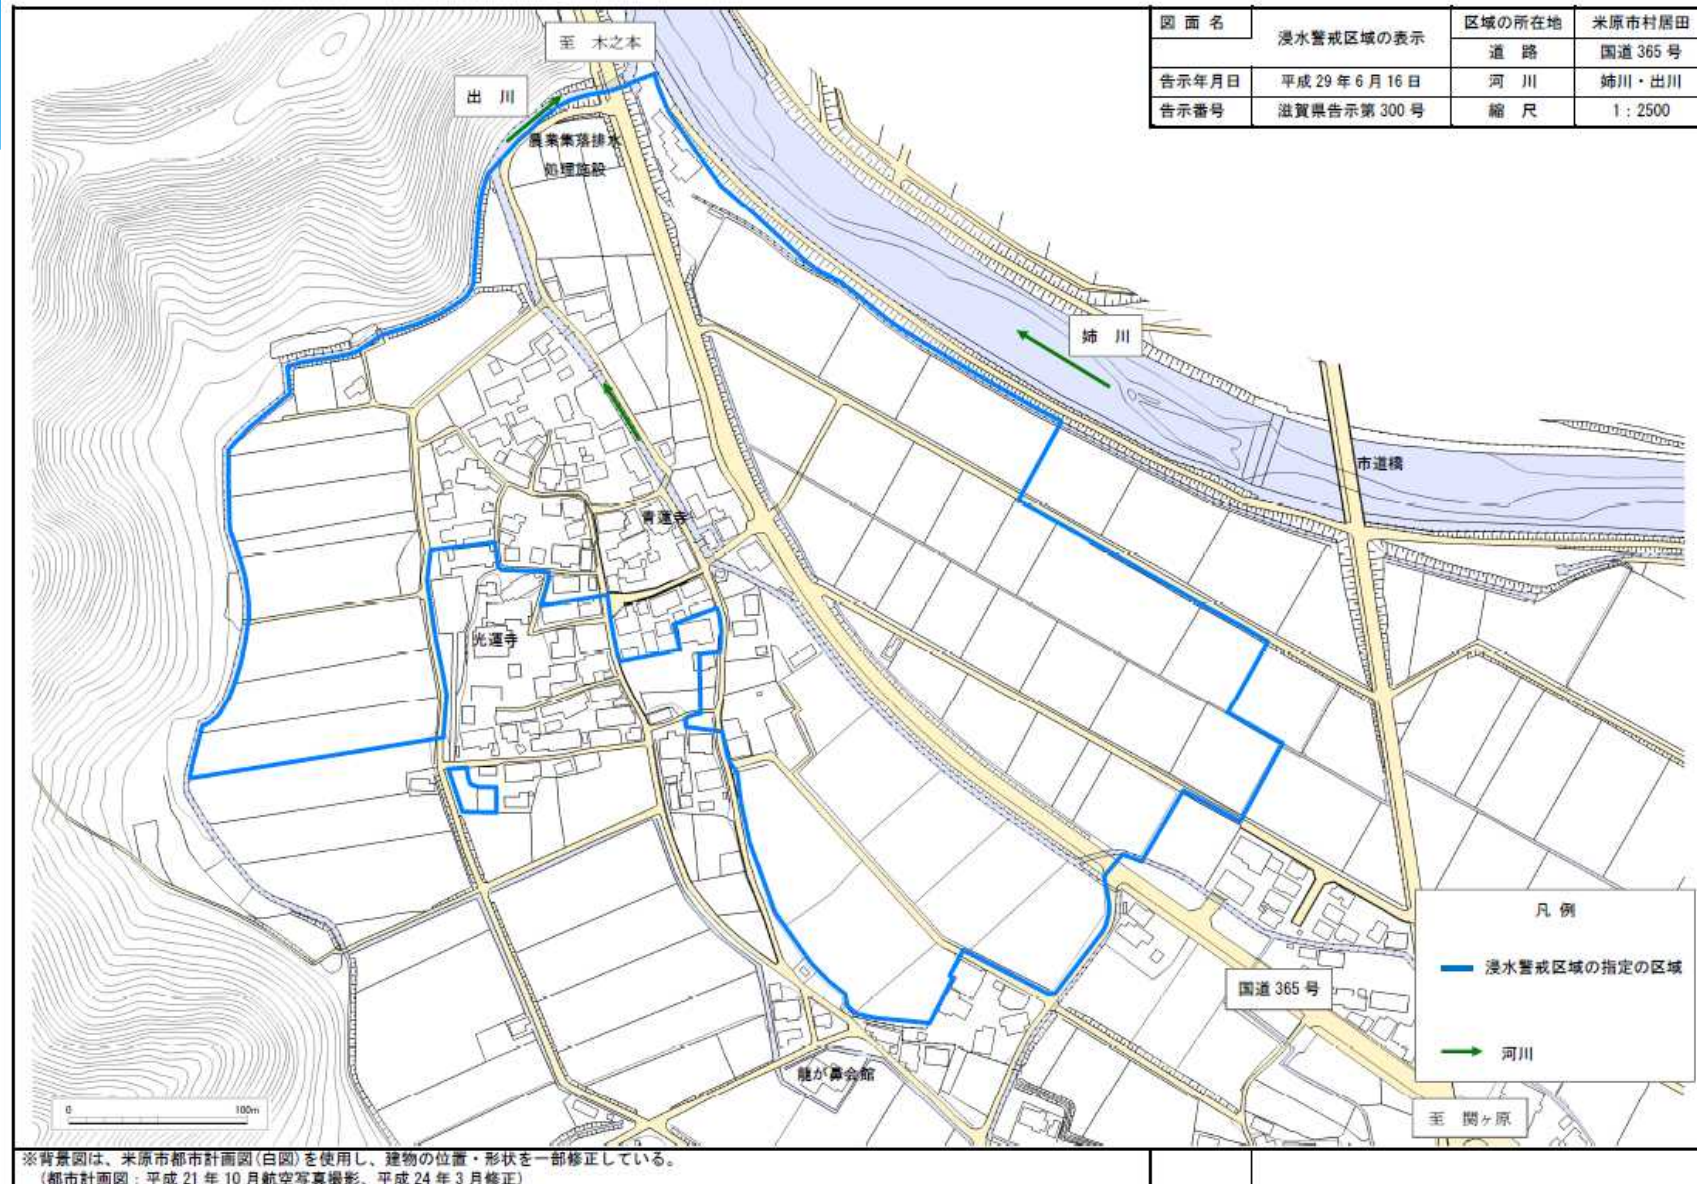 図面名 浸水警戒区域の表示 区域の所在地 米原市村居田
道路 国道365号
告示年月日 平成29年6月16日 河川 姉川・出川
告示番号 滋賀県告示第300号 縮尺 1:2500
至 木之本
出川
農業集落排水
処理施設
姉川
市道橋
青蓮寺
光蓮寺
国道365号
龍が鼻会館
至 関ヶ原
凡例
浸水警戒区域の指定の区域
河川
0 100m
※背景図は、米原市都市計画図(白図)を使用し、建物の位置・形状を一部修正している。
(都市計画図:平成21年10月航空写真撮影、平成24年3月修正)